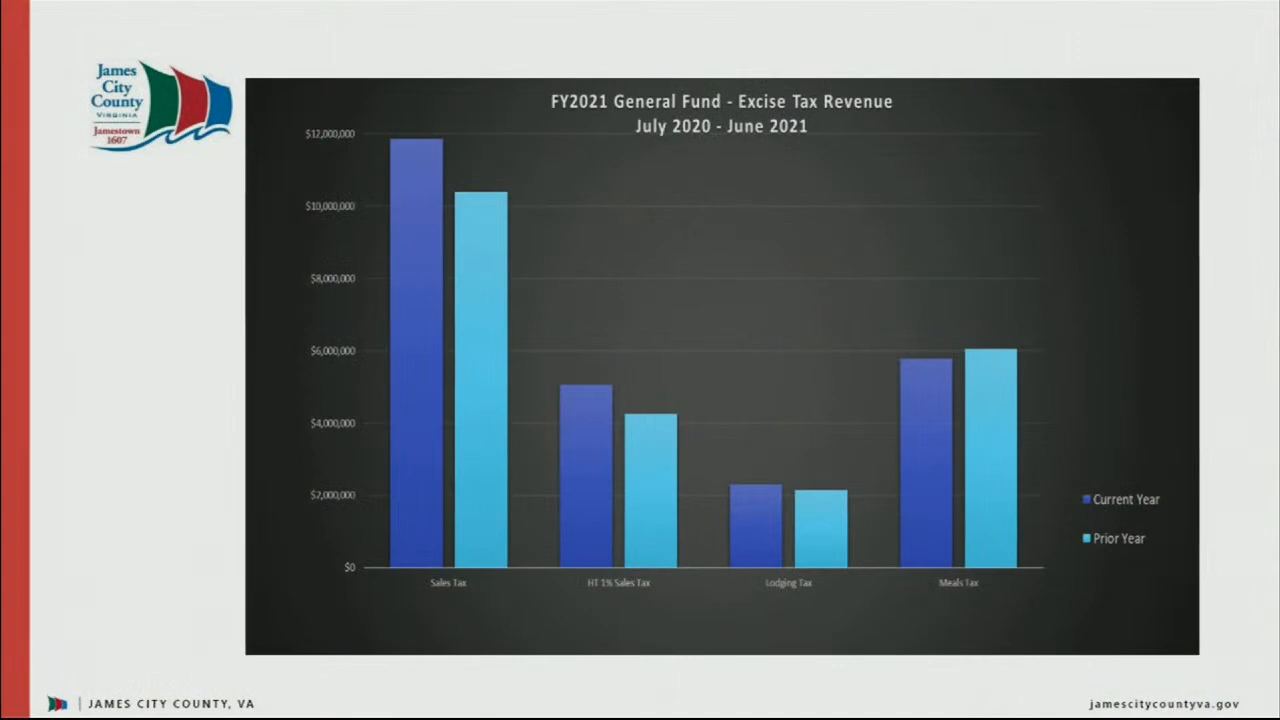 James
City
County
VIRGINIA
Jamestown
1607
FY2021 General Fund - Excise Tax Revenue
July 2020 - June 2021
$12,000,000
$10,000,000
$8,000,000
$6,000,000
$4,000,000
$2,000,000
$0
Sales Tax
HT 1% Sales Tax
Lodging Tax
Meals Tax
Current Year
Prior Year
JAMES CITY COUNTY, VA
jamescitycountyva.gov